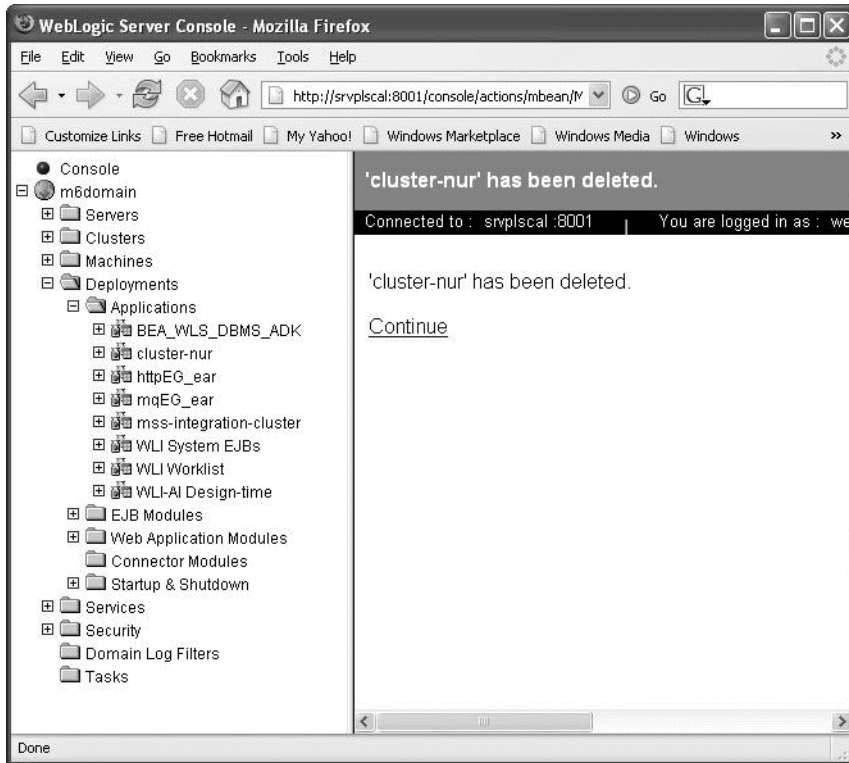 WebLogic Server Console - Mozilla Firefox
File Edit View Go Bookmarks Tools Help
http://srvplscal:8001/console/actions/mbean/M Go G
Customize Links Free Hotmail My Yahoo! Windows Marketplace Windows Media Windows »
Console
m6domain
Servers
Clusters
Machines
Deployments
Applications
BEA_WLS_DBMS_ADK
cluster-nur
httpEG_ear
mqEG_ear
mss-integration-cluster
WLI System EJBs
WLI Worklist
WLI-AI Design-time
EJB Modules
Web Application Modules
Connector Modules
Startup & Shutdown
Services
Security
Domain Log Filters
Tasks
'cluster-nur' has been deleted.
Connected to : srvplscal :8001 You are logged in as : we
'cluster-nur' has been deleted.
Continue
Done